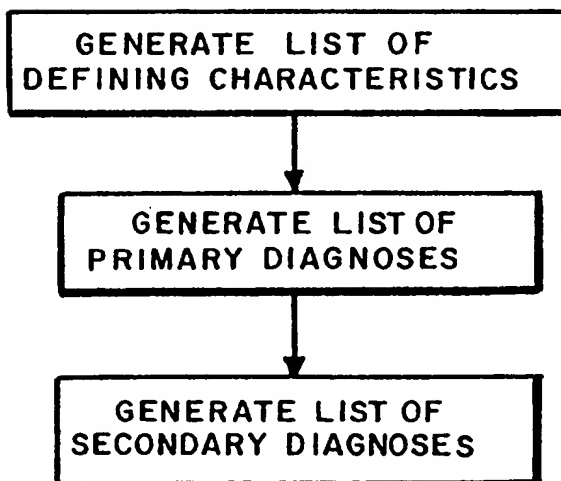 GENERATE LIST OF
DEFINING CHARACTERISTICS
GENERATE LIST OF
PRIMARY DIAGNOSES
GENERATE LIST OF
SECONDARY DIAGNOSES